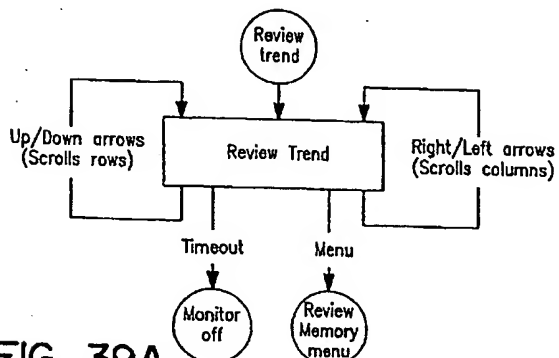 Review
trend
Up/Down arrows
(Scrolls rows)
Review Trend
Right/Left arrows
(Scrolls columns)
Timeout
Menu
Monitor
off
Review
Memory
menu
FIG. 39A